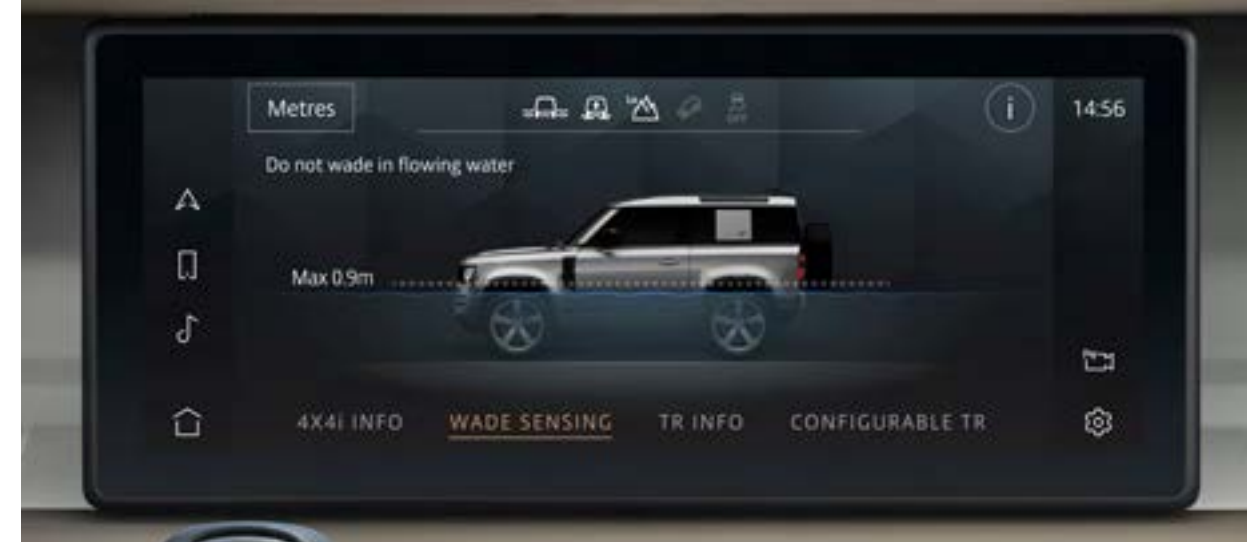 Metres
14:56
Do not wade in flowing water
Max 0.9m
4X4i INFO
WADE SENSING
TR INFO
CONFIGURABLE TR